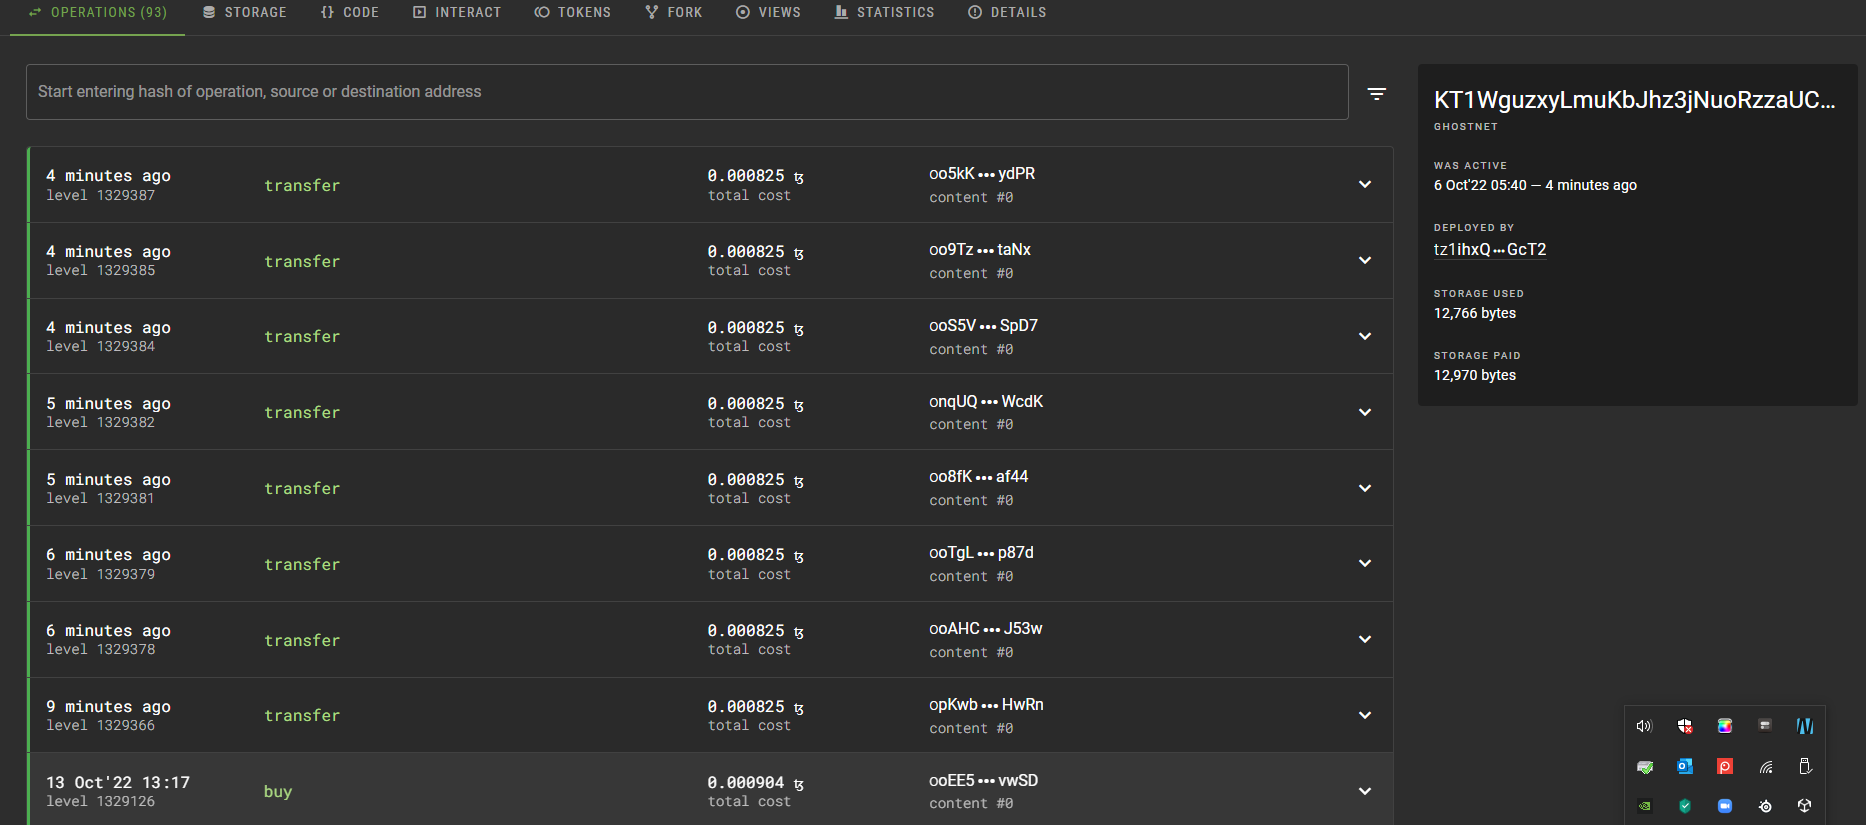 OPERATIONS (93) STORAGE {} CODE INTERACT TOKENS FORK VIEWS STATISTICS DETAILS
Start entering hash of operation, source or destination address
4 minutes ago
level 1329387
transfer
0.000825 ꜩ
total cost
oo5kK ••• ydPR
content #0
4 minutes ago
level 1329385
transfer
0.000825 ꜩ
total cost
oo9Tz ••• taNx
content #0
4 minutes ago
level 1329384
transfer
0.000825 ꜩ
total cost
ooS5V ••• SpD7
content #0
5 minutes ago
level 1329382
transfer
0.000825 ꜩ
total cost
onqUQ ••• WcdK
content #0
5 minutes ago
level 1329381
transfer
0.000825 ꜩ
total cost
oo8fK ••• af44
content #0
6 minutes ago
level 1329379
transfer
0.000825 ꜩ
total cost
ooTgL ••• p87d
content #0
6 minutes ago
level 1329378
transfer
0.000825 ꜩ
total cost
ooAHC ••• J53w
content #0
9 minutes ago
level 1329366
transfer
0.000825 ꜩ
total cost
opKwb ••• HwRn
content #0
13 Oct'22 13:17
level 1329126
buy
0.000904 ꜩ
total cost
ooEE5 ••• vwSD
content #0
KT1WguzxyLmuKbJhz3jNuoRzzaUC...
GHOSTNET
WAS ACTIVE
6 Oct'22 05:40 — 4 minutes ago
DEPLOYED BY
tz1ihxQ•••GcT2
STORAGE USED
12,766 bytes
STORAGE PAID
12,970 bytes